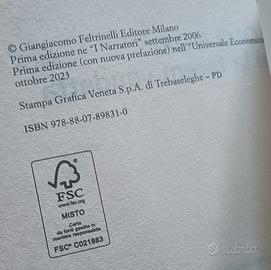 © Giangiacomo Feltrinelli Editore Milano
Prima edizione ne “I Narratori” settembre 2006
Prima edizione (con nuova prefazione) nell’“Universale Economica
ottobre 2023
Stampa Grafica Veneta S.p.A. di Trebaseleghe – PD
ISBN 978-88-07-89831-0
FSC
www.fsc.org
MISTO
Carta
da fonti gestite in
maniera responsabile
FSC® C021883
subito